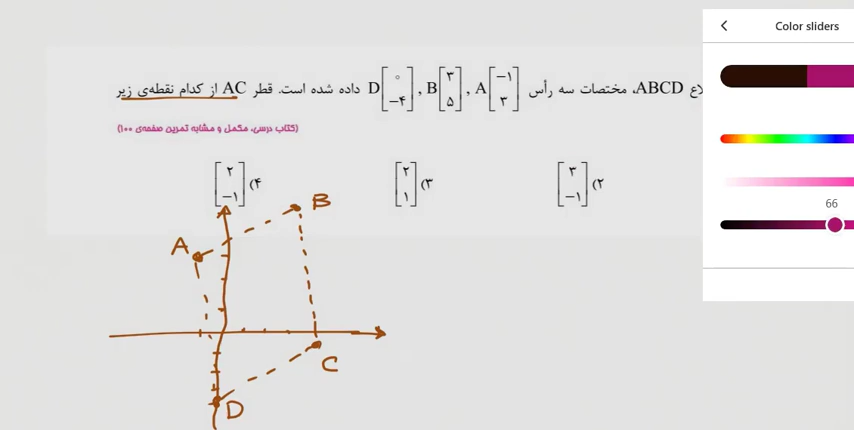 Color sliders
لاع ABCD، مختصات سه رأس A[−۱ ۳] ، B[۳ ۵] ، D[۰ −۴] داده شده است. قطر AC از کدام نقطه‌ی زیر
(کتاب درسی، مکمل و مشابه تمرین صفحه‌ی ۱۰۰)
۲) [۳ −۱]
۳) [۲ ۱]
۴) [۲ −۱]
66
B
A
C
D